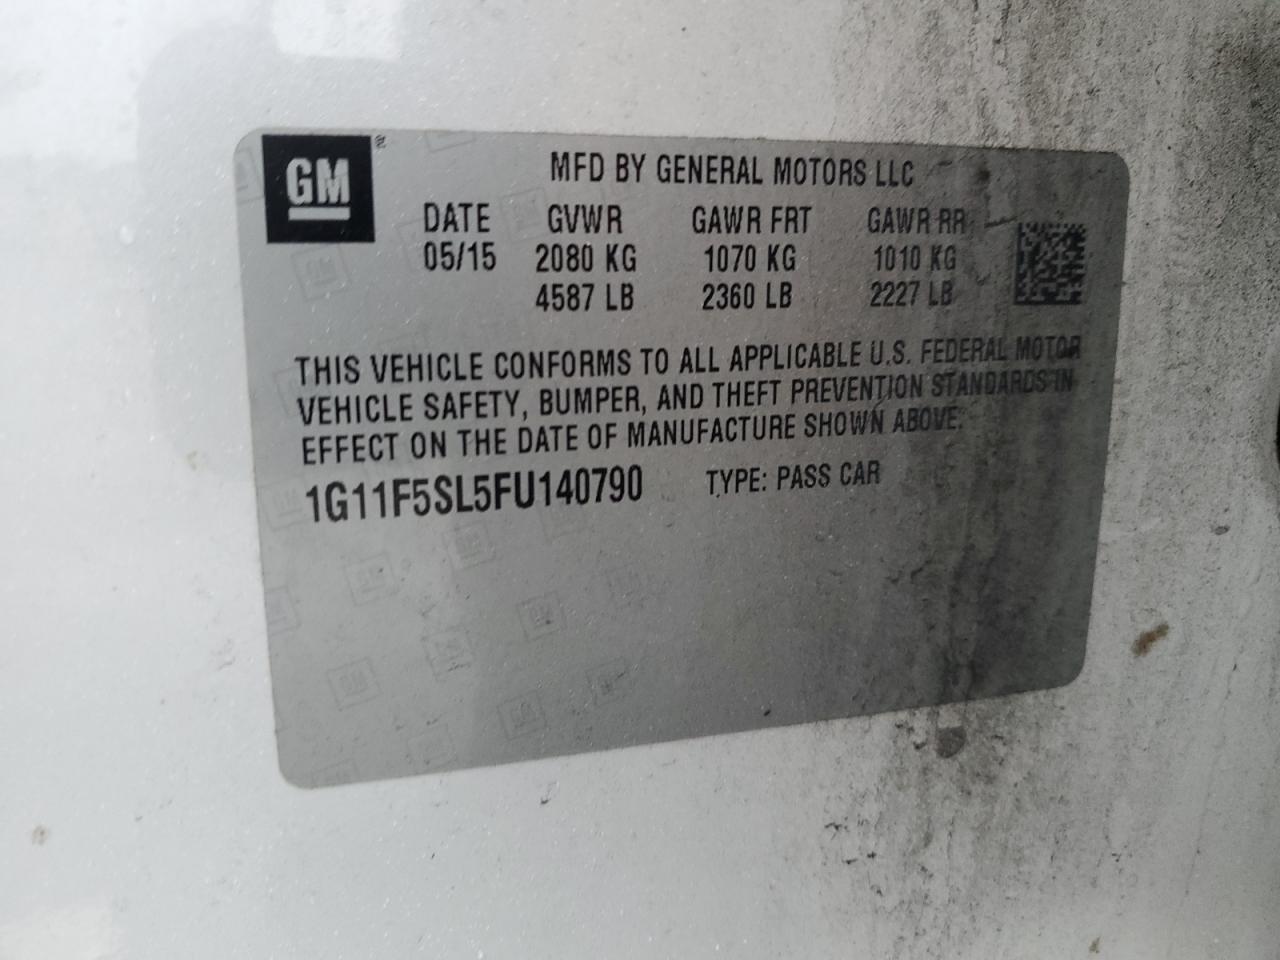 GM
MFD BY GENERAL MOTORS LLC
DATE GVWR GAWR FRT GAWR RR
05/15 2080 KG 1070 KG 1010 KG
4587 LB 2360 LB 2227 LB
THIS VEHICLE CONFORMS TO ALL APPLICABLE U.S. FEDERAL MOTOR
VEHICLE SAFETY, BUMPER, AND THEFT PREVENTION STANDARDS IN
EFFECT ON THE DATE OF MANUFACTURE SHOWN ABOVE.
1G11F5SL5FU140790 TYPE: PASS CAR